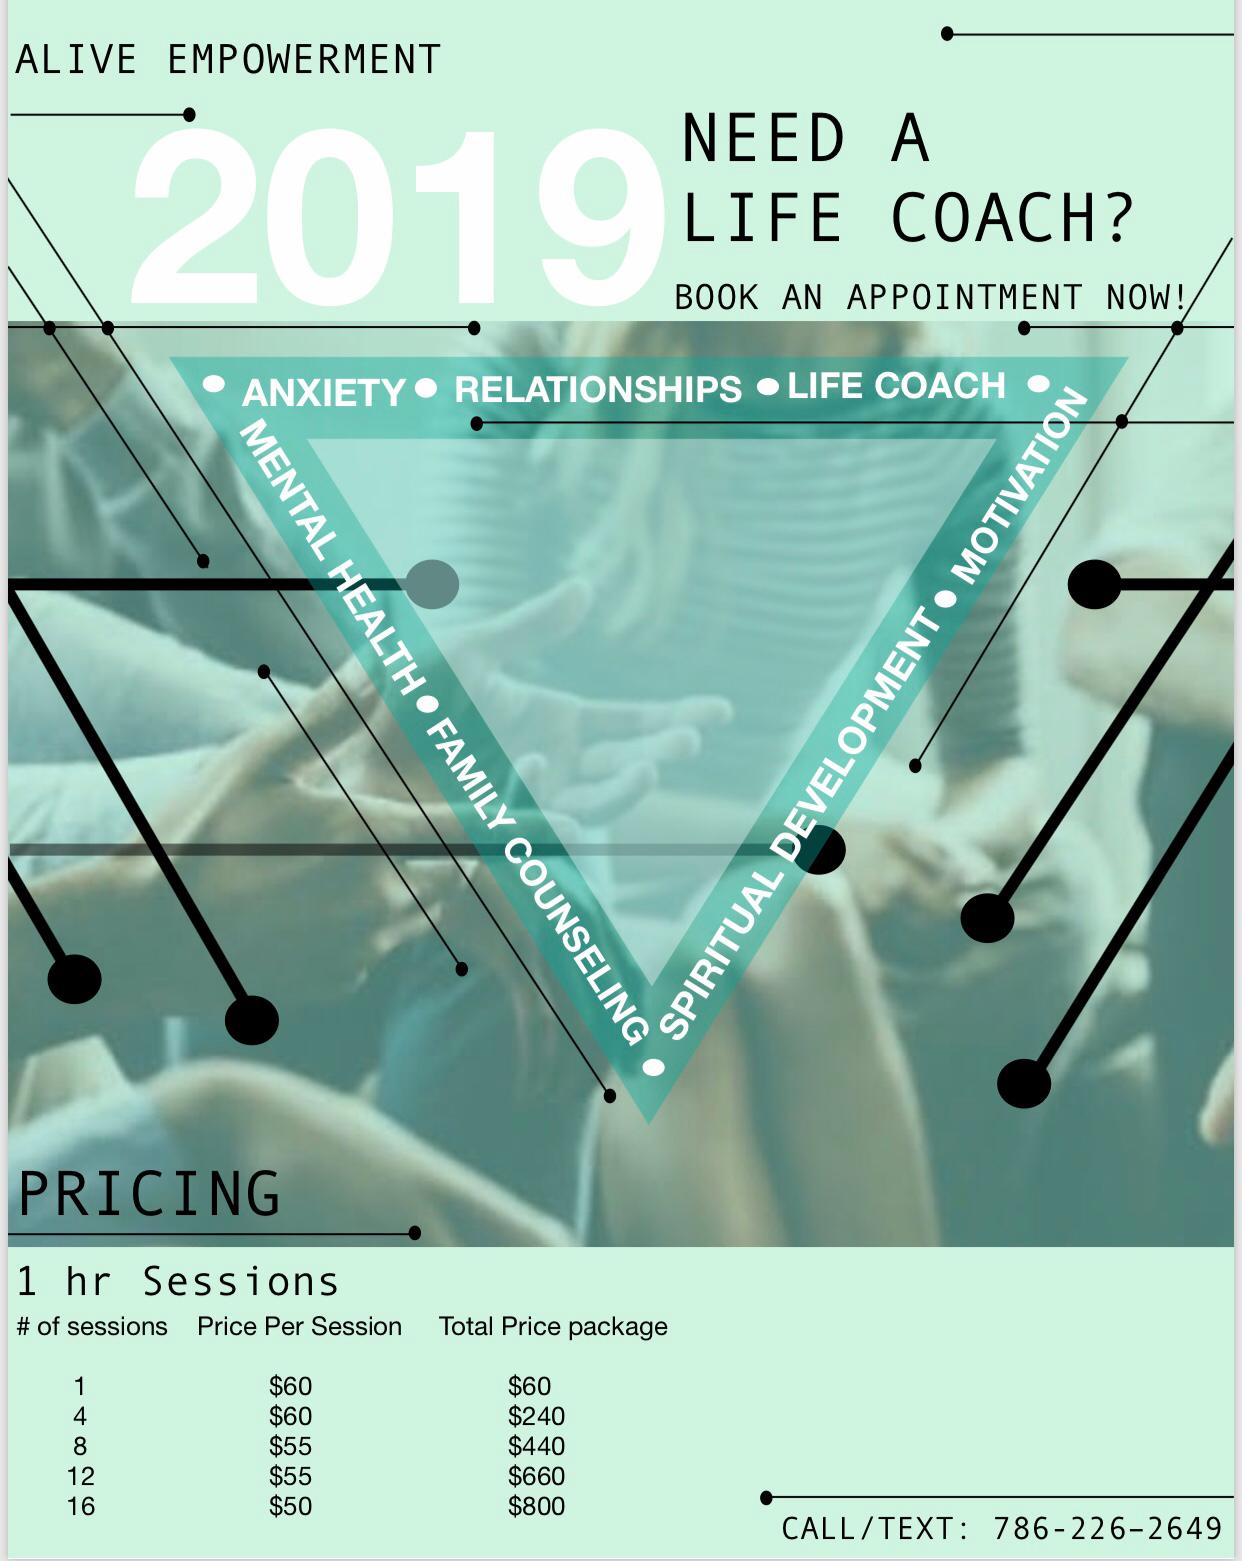 ALIVE EMPOWERMENT
2019
NEED A
LIFE COACH?
BOOK AN APPOINTMENT NOW!
ANXIETY
RELATIONSHIPS
LIFE COACH
MENTAL HEALTH
FAMILY COUNSELING
SPIRITUAL DEVELOPMENT
MOTIVATION
PRICING
1 hr Sessions
# of sessions Price Per Session Total Price package
1 $60 $60
4 $60 $240
8 $55 $440
12 $55 $660
16 $50 $800
CALL/TEXT: 786-226-2649